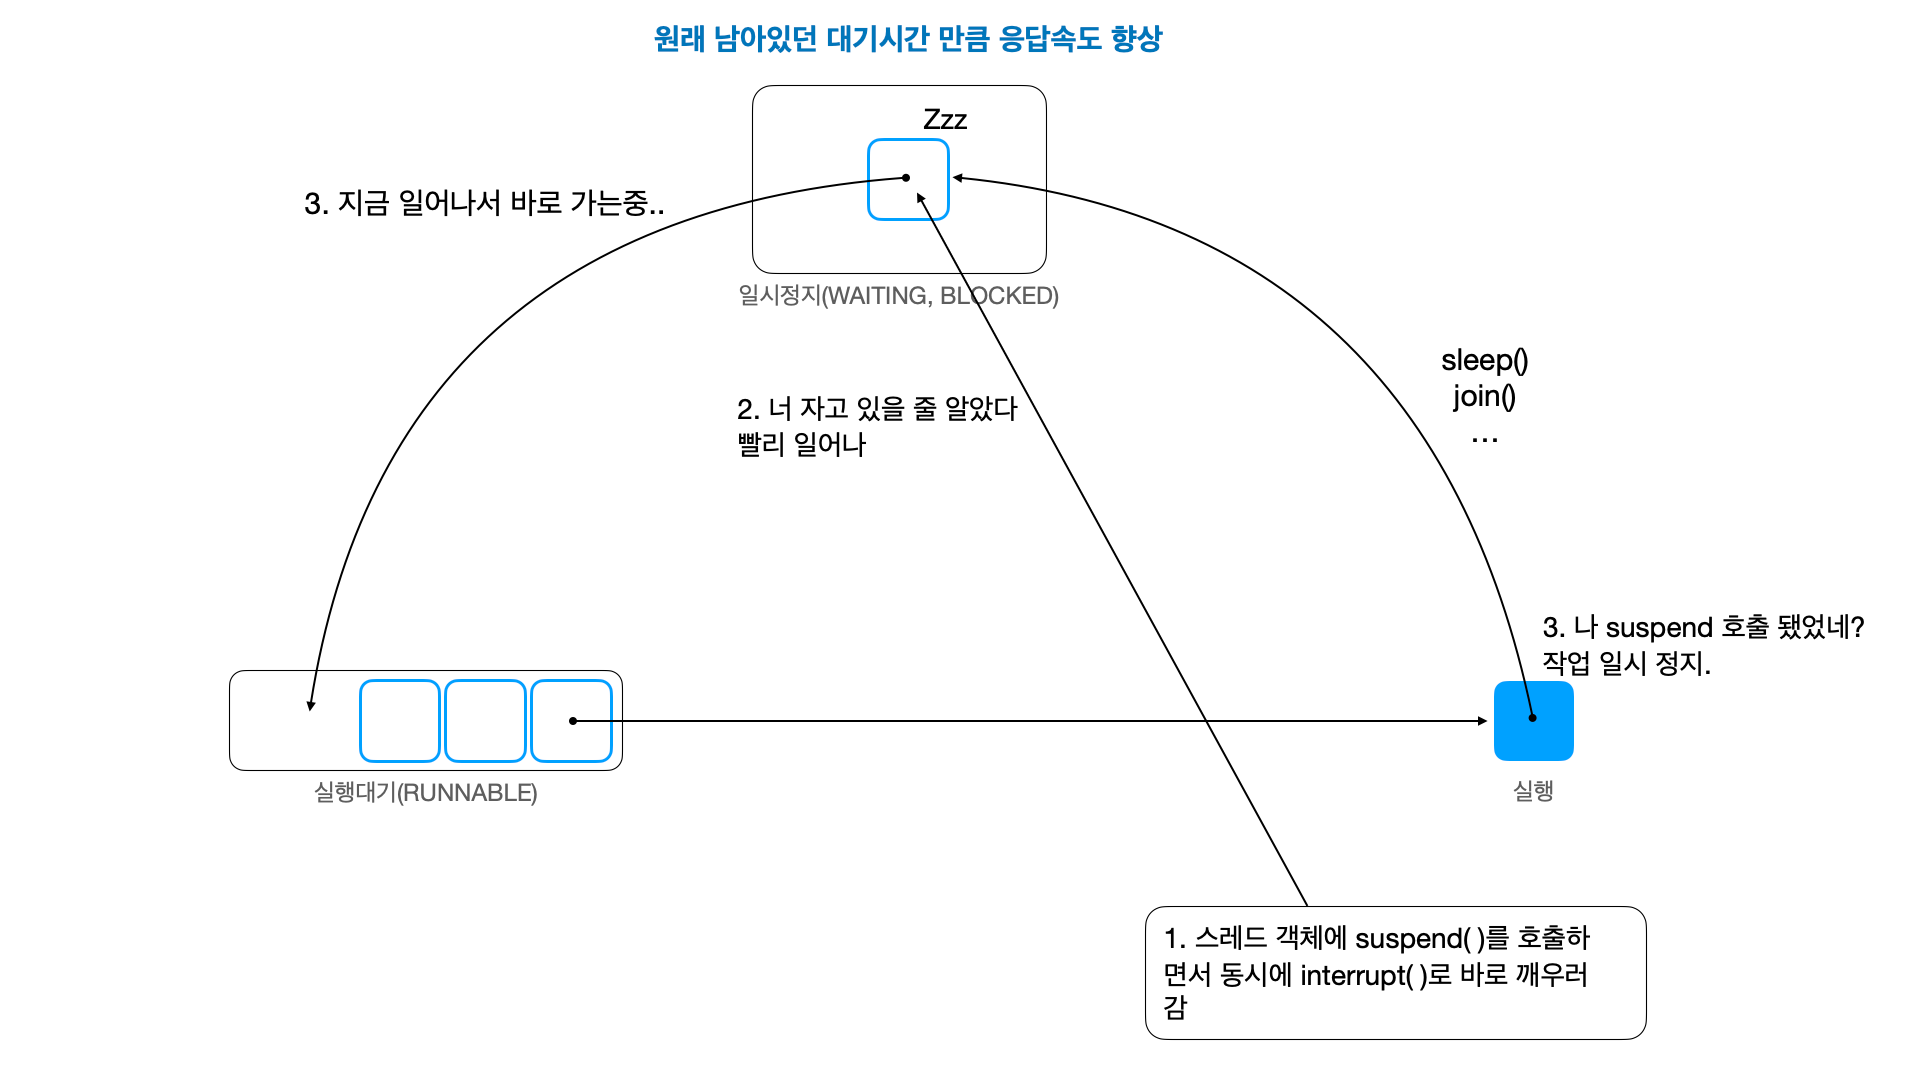 원래 남아있던 대기시간 만큼 응답속도 향상
Zzz
3. 지금 일어나서 바로 가는중..
일시정지(WAITING, BLOCKED)
sleep()
join()
...
2. 너 자고 있을 줄 알았다
빨리 일어나
3. 나 suspend 호출 됐었네?
작업 일시 정지.
실행대기(RUNNABLE)
실행
1. 스레드 객체에 suspend( )를 호출하
면서 동시에 interrupt( )로 바로 깨우러
감